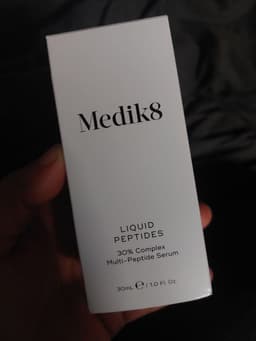 Medik8
LIQUID
PEPTIDES
30% Complex
Multi-Peptide Serum
30mL ℮ / 1.0 Fl. Oz.